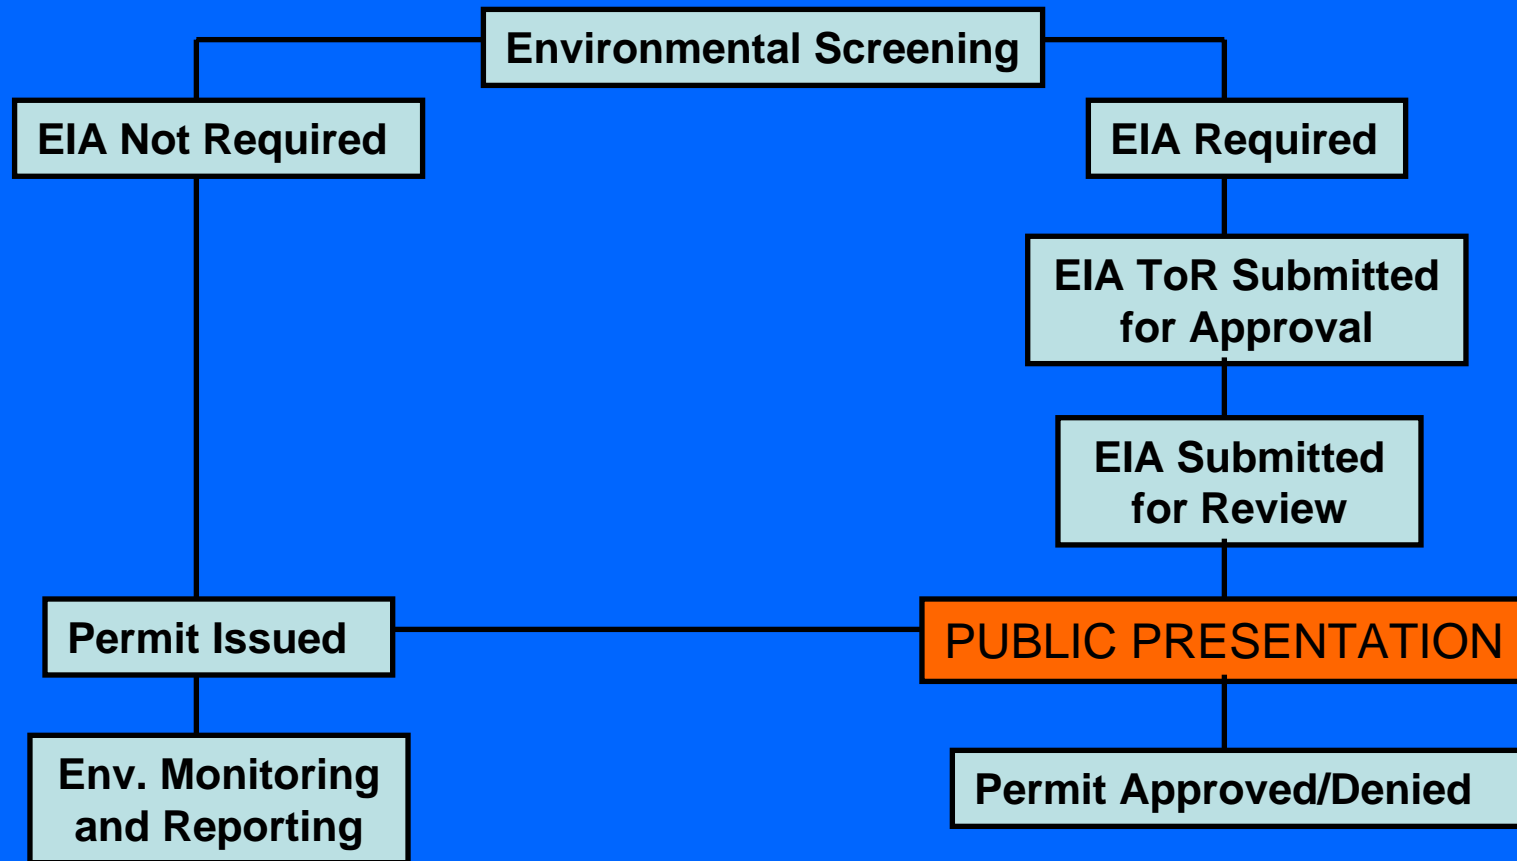 Environmental Screening
EIA Not Required
EIA Required
EIA ToR Submitted
for Approval
EIA Submitted
for Review
Permit Issued
PUBLIC PRESENTATION
Env. Monitoring
and Reporting
Permit Approved/Denied